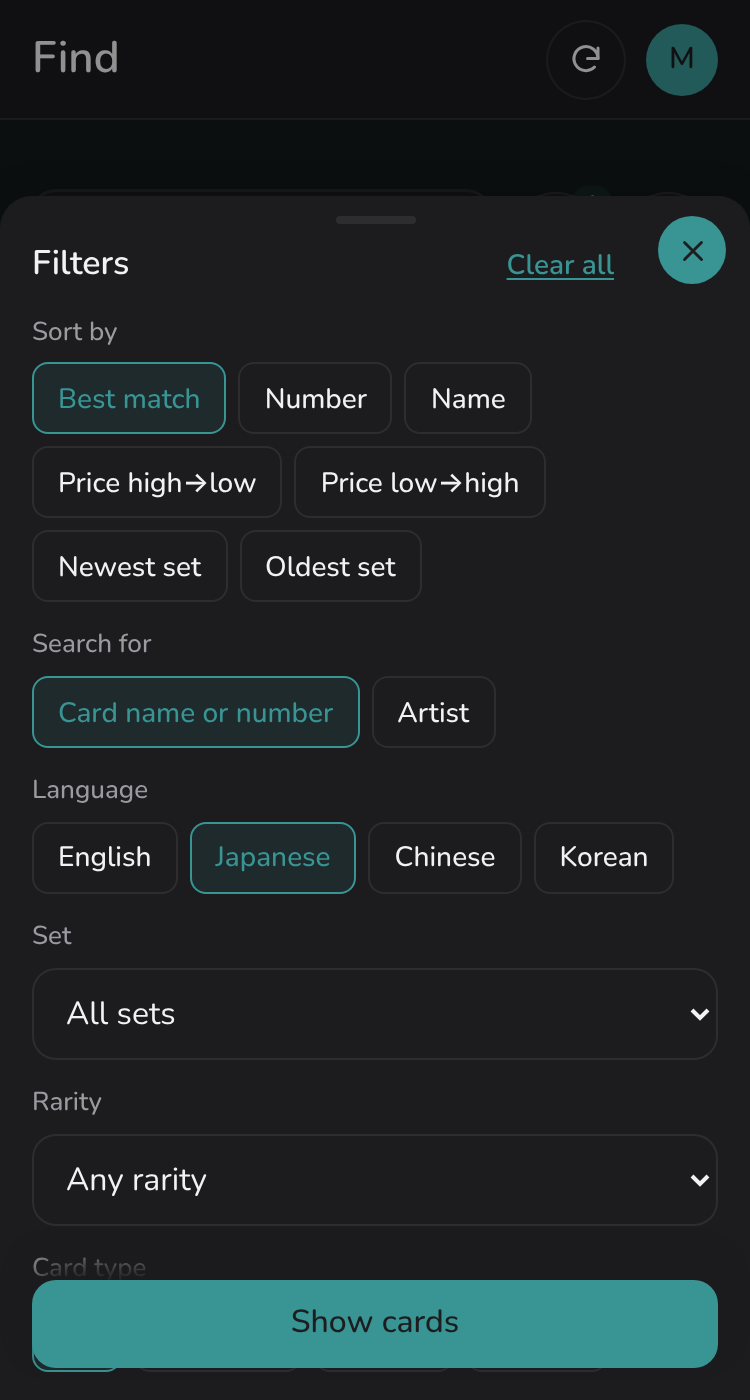 Find
M
Filters
Clear all
Sort by
Best match
Number
Name
Price high→low
Price low→high
Newest set
Oldest set
Search for
Card name or number
Artist
Language
English
Japanese
Chinese
Korean
Set
All sets
Rarity
Any rarity
Card type
Show cards